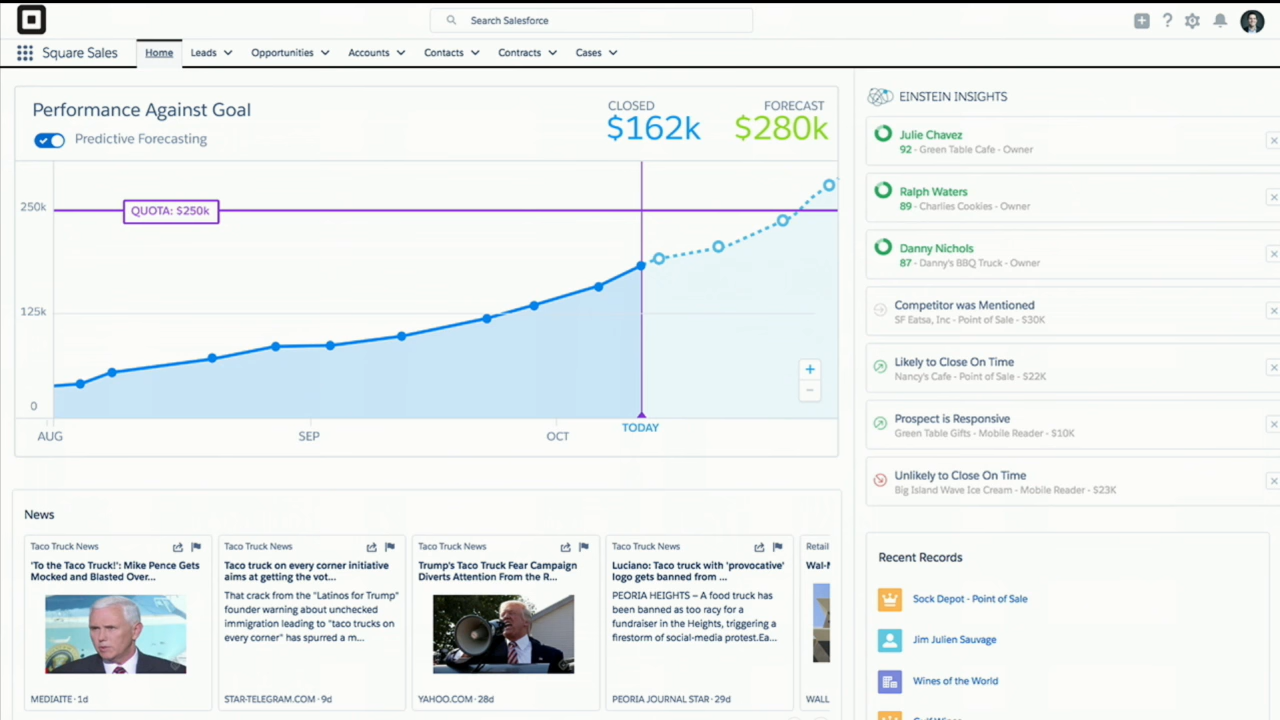 Search Salesforce
Square Sales
Home
Leads
Opportunities
Accounts
Contacts
Contracts
Cases
Performance Against Goal
Predictive Forecasting
CLOSED
$162k
FORECAST
$280k
250k
QUOTA: $250k
125k
0
+
−
AUG
SEP
OCT
TODAY
EINSTEIN INSIGHTS
Julie Chavez
92 - Green Table Cafe - Owner
Ralph Waters
89 - Charlies Cookies - Owner
Danny Nichols
87 - Danny's BBQ Truck - Owner
Competitor was Mentioned
SF Eatsa, Inc - Point of Sale - $30K
Likely to Close On Time
Nancy's Cafe - Point of Sale - $22K
Prospect is Responsive
Green Table Gifts - Mobile Reader - $10K
Unlikely to Close On Time
Big Island Wave Ice Cream - Mobile Reader - $23K
News
Taco Truck News
'To the Taco Truck!': Mike Pence Gets
Mocked and Blasted Over...
MEDIAITE · 1d
Taco Truck News
Taco truck on every corner initiative
aims at getting the vot...
That crack from the "Latinos for Trump"
founder warning about unchecked
immigration leading to "taco trucks on
every corner" has spurred a m...
STAR-TELEGRAM.COM · 9d
Taco Truck News
Trump's Taco Truck Fear Campaign
Diverts Attention From the R...
YAHOO.COM · 28d
Taco Truck News
Luciano: Taco truck with 'provocative'
logo gets banned from ...
PEORIA HEIGHTS – A food truck has
been banned as too racy for a
fundraiser in the Heights, triggering a
firestorm of social-media protest.Ea...
PEORIA JOURNAL STAR · 29d
Retail
Wal-M
WALL
Recent Records
Sock Depot - Point of Sale
Jim Julien Sauvage
Wines of the World